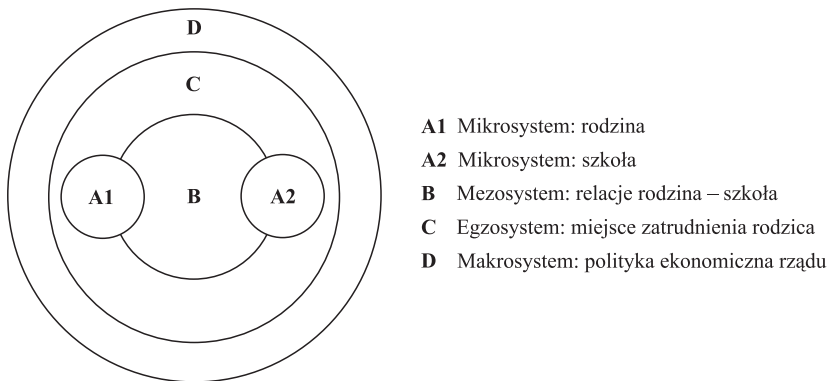 D
C
A1 B A2
A1 Mikrosystem: rodzina
A2 Mikrosystem: szkoła
B Mezosystem: relacje rodzina – szkoła
C Egzosystem: miejsce zatrudnienia rodzica
D Makrosystem: polityka ekonomiczna rządu